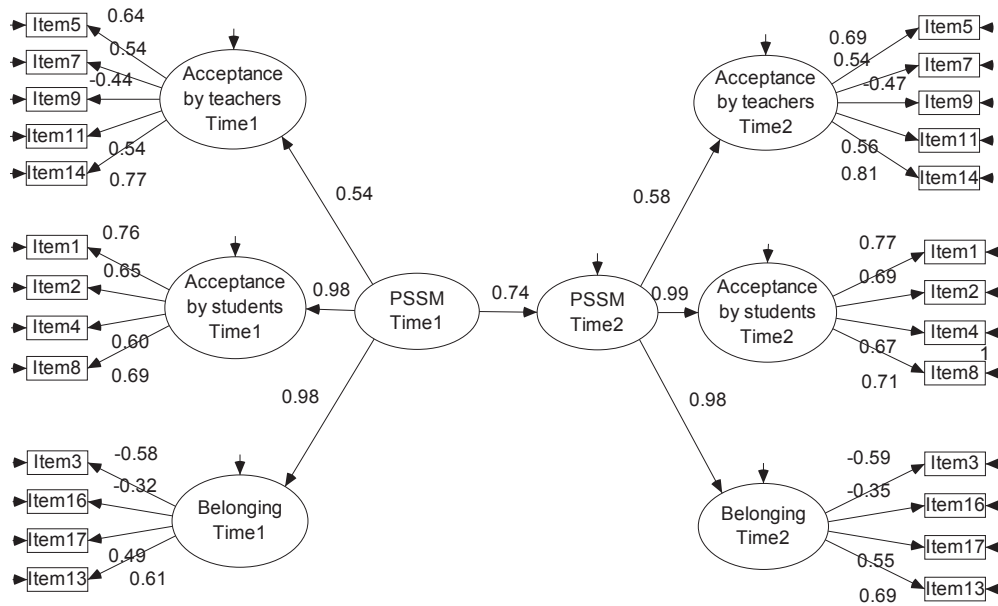 Item5
0.64
Item7
0.54
Item9
-0.44
Item11
Item14
0.54
0.77
Acceptance
by teachers
Time1
0.54
Item1
0.76
Item2
0.65
Item4
Item8
0.60
0.69
Acceptance
by students
Time1
0.98
PSSM
Time1
0.98
Item3
-0.58
Item16
-0.32
Item17
Item13
0.49
0.61
Belonging
Time1
0.74
PSSM
Time2
0.58
Acceptance
by teachers
Time2
0.69
Item5
0.54
Item7
-0.47
Item9
Item11
0.56
0.81
Item14
0.99
Acceptance
by students
Time2
0.77
Item1
0.69
Item2
Item4
0.67
1
0.71
Item8
0.98
Belonging
Time2
-0.59
Item3
-0.35
Item16
Item17
0.55
0.69
Item13